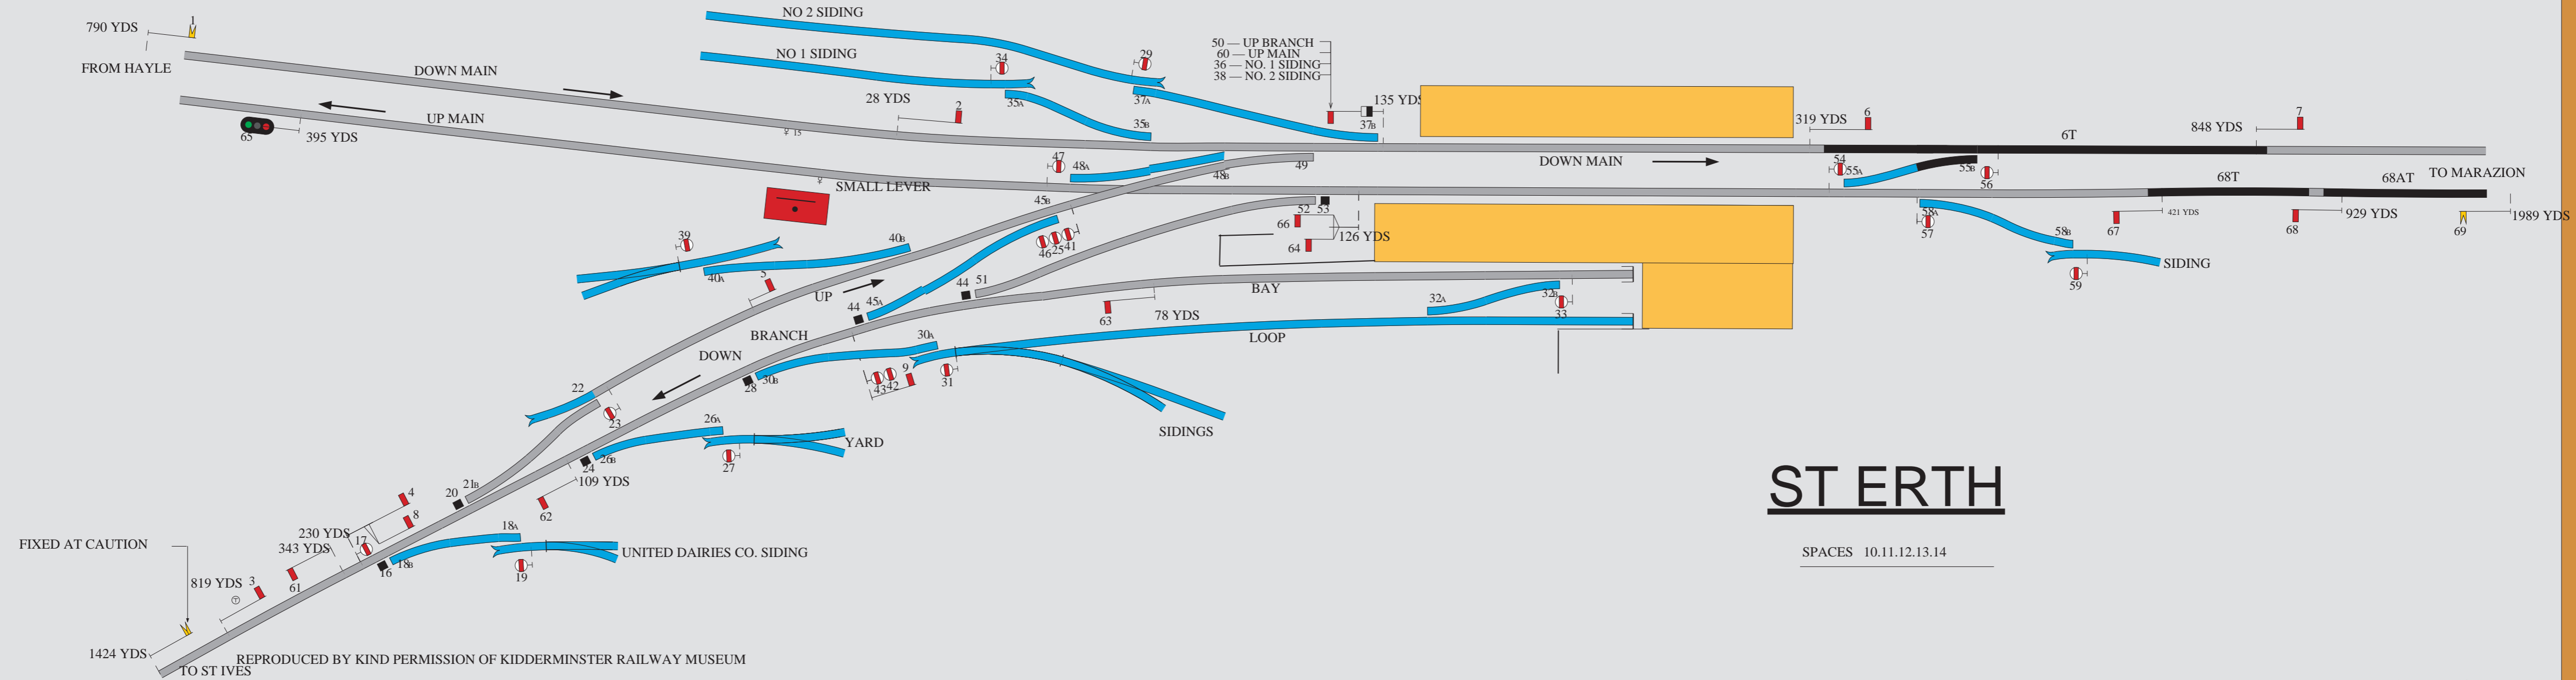 790 YDS
1
FROM HAYLE
DOWN MAIN
UP MAIN
65
395 YDS
NO 2 SIDING
NO 1 SIDING
34
29
28 YDS
2
35A
37A
35B
15
50 — UP BRANCH
60 — UP MAIN
36 — NO. 1 SIDING
38 — NO. 2 SIDING
135 YDS
37B
319 YDS
6
6T
848 YDS
7
DOWN MAIN
47
48A
48B
49
54
55A
55B
56
TO MARAZION
68T
68AT
SMALL LEVER
45B
52
53
66
64
126 YDS
58A
57
58B
SIDING
59
67
421 YDS
68
929 YDS
69
1989 YDS
39
40A
40B
5
46
25
41
UP
44
45A
44
51
BAY
63
78 YDS
32A
32B
33
BRANCH
LOOP
DOWN
30A
30B
28
43
42
9
31
SIDINGS
22
23
26A
26B
24
27
YARD
109 YDS
62
20
21B
4
8
230 YDS
343 YDS
17
18A
18B
16
19
UNITED DAIRIES CO. SIDING
61
FIXED AT CAUTION
819 YDS
3
T
1424 YDS
TO ST IVES
REPRODUCED BY KIND PERMISSION OF KIDDERMINSTER RAILWAY MUSEUM
ST ERTH
SPACES 10.11.12.13.14